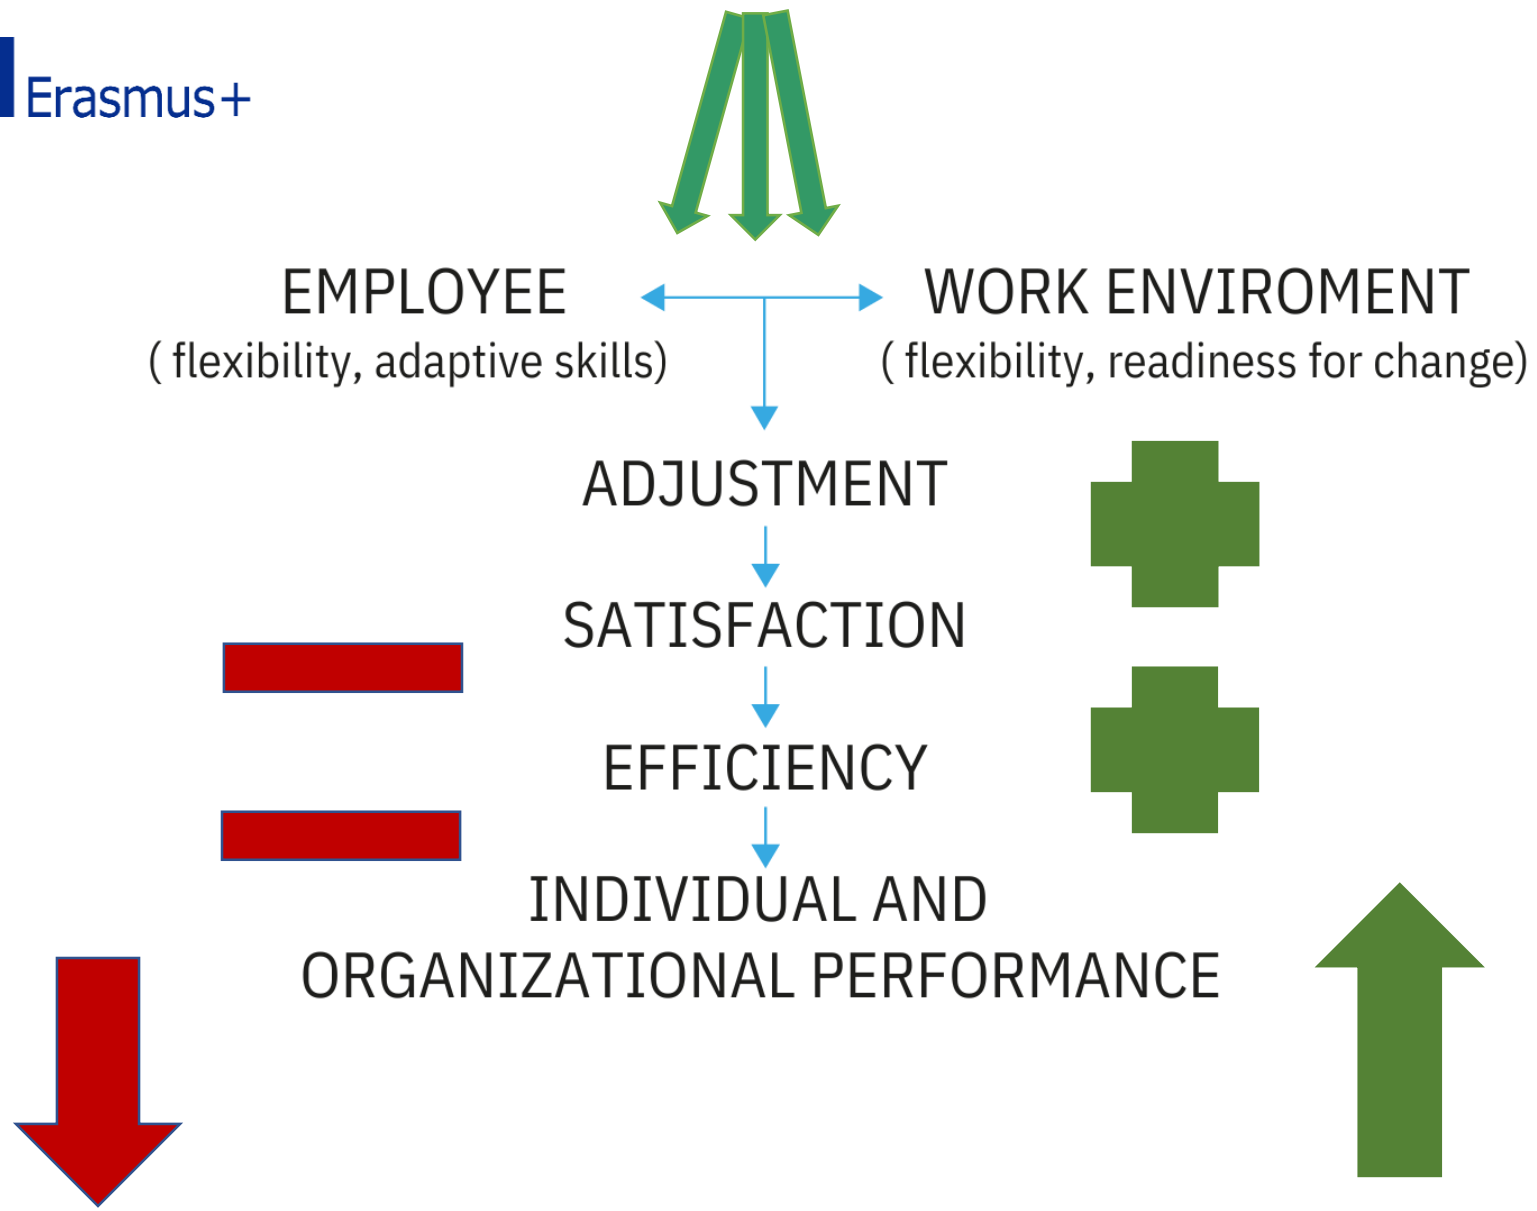 Erasmus+
EMPLOYEE
WORK ENVIROMENT
( flexibility, adaptive skills)
( flexibility, readiness for change)
ADJUSTMENT
SATISFACTION
EFFICIENCY
INDIVIDUAL AND
ORGANIZATIONAL PERFORMANCE